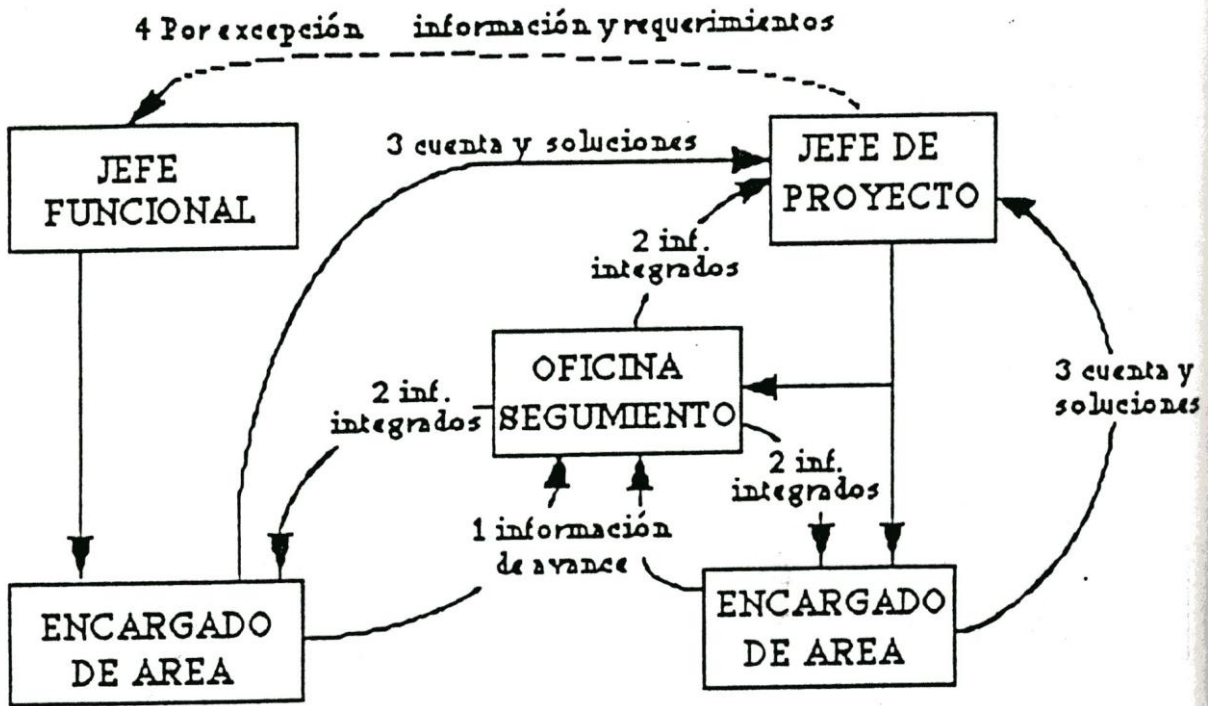 4 Por excepción información y requerimientos
3 cuenta y soluciones
JEFE
FUNCIONAL
JEFE DE
PROYECTO
2 inf.
integrados
OFICINA
SEGUMIENTO
2 inf.
integrados
3 cuenta y
soluciones
2 inf.
integrados
1 información
de avance
ENCARGADO
DE AREA
ENCARGADO
DE AREA